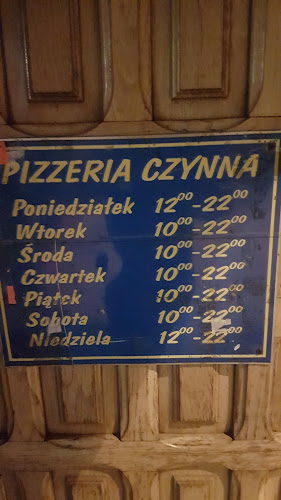 PIZZERIA CZYNNA
Poniedziałek 12⁰⁰-22⁰⁰
Wtorek 10⁰⁰-22⁰⁰
Środa 10⁰⁰-22⁰⁰
Czwartek 10⁰⁰-22⁰⁰
Piątek 10⁰⁰-22⁰⁰
Sobota 10⁰⁰-22⁰⁰
Niedziela 12⁰⁰-22⁰⁰